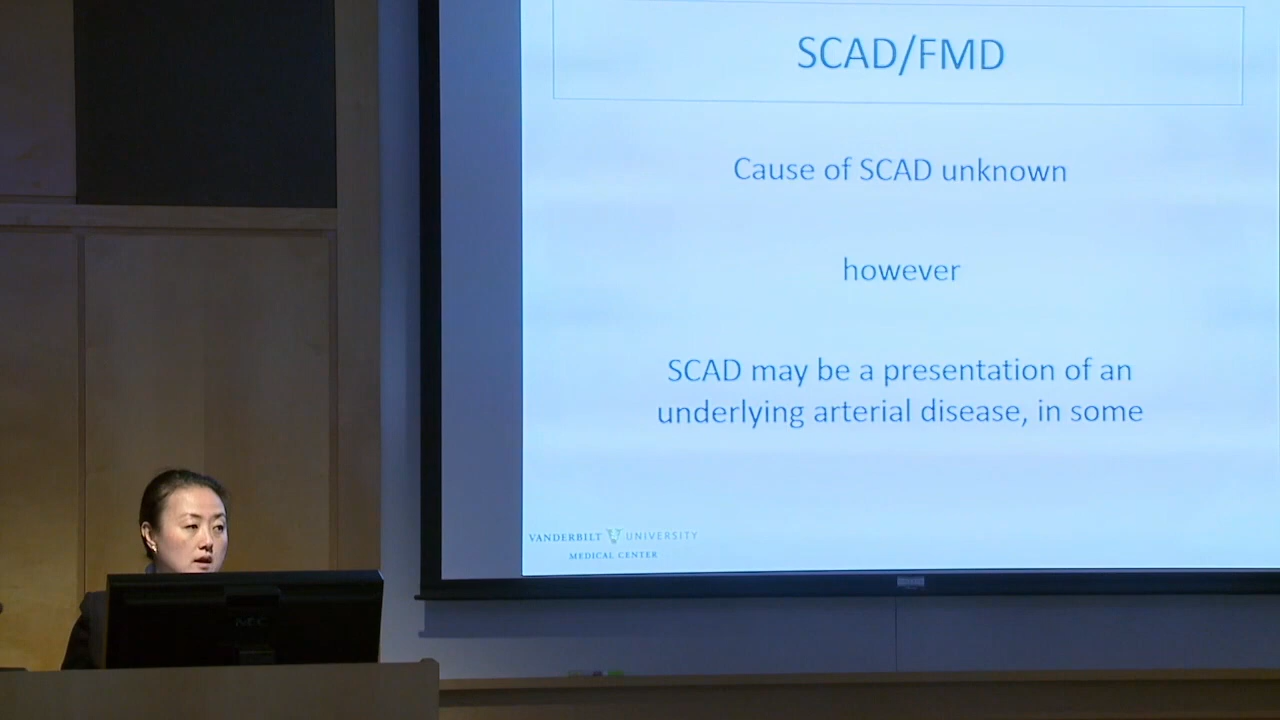 SCAD/FMD
Cause of SCAD unknown
however
SCAD may be a presentation of an
underlying arterial disease, in some
VANDERBILT UNIVERSITY
MEDICAL CENTER
NEC